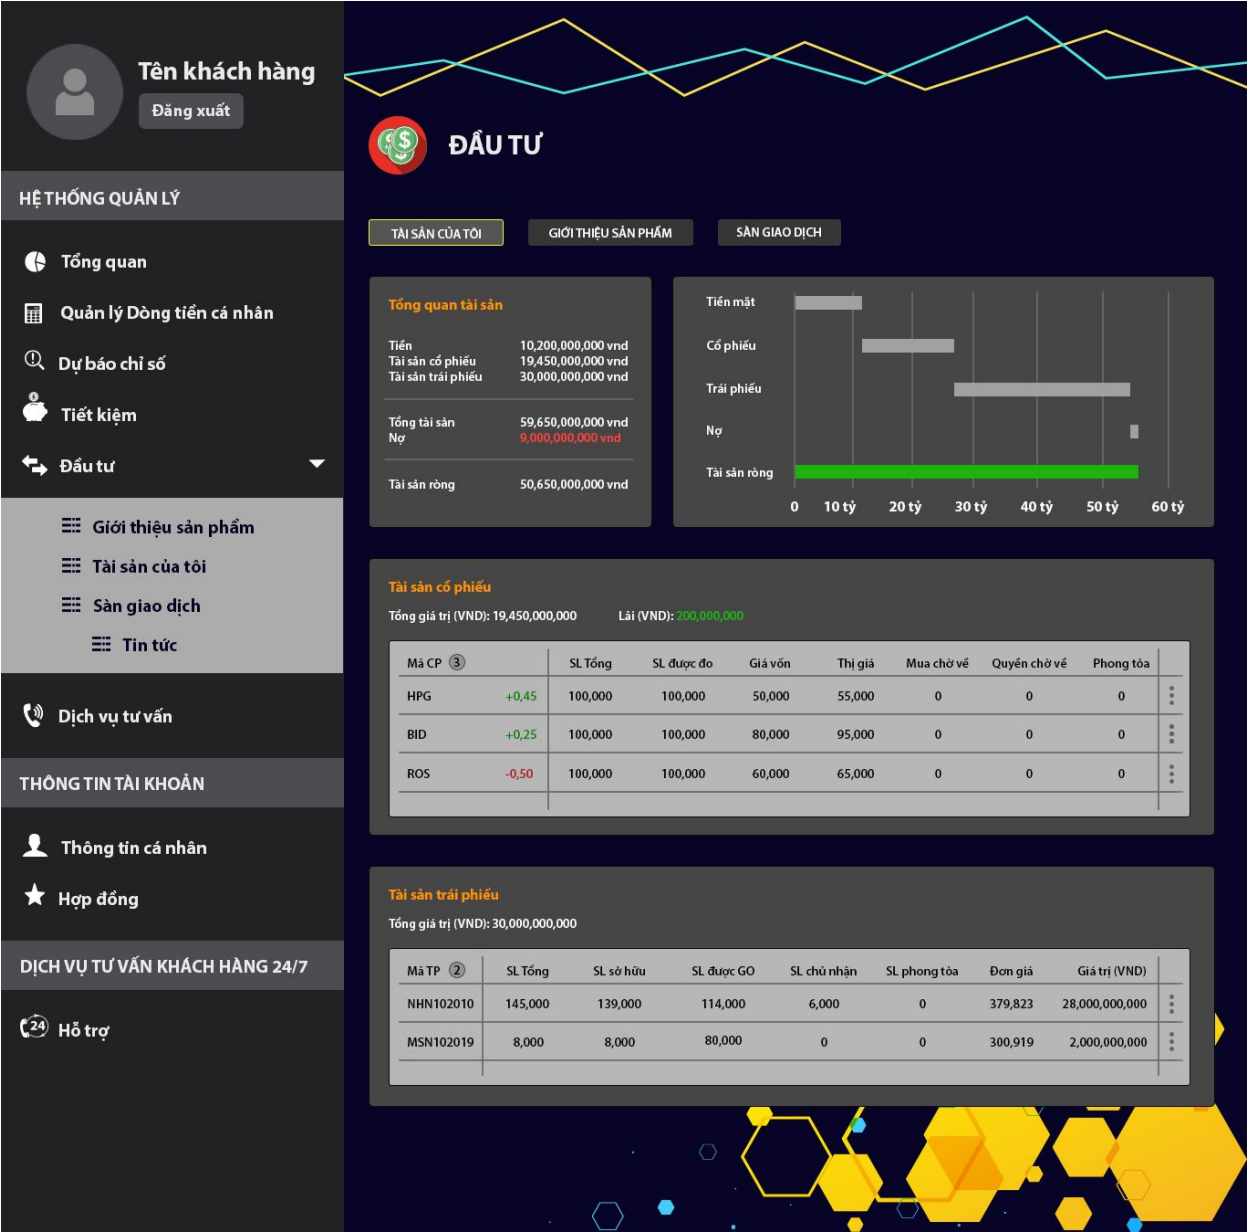 Tên khách hàng
Đăng xuất
HỆ THỐNG QUẢN LÝ
Tổng quan
Quản lý Dòng tiền cá nhân
Dự báo chỉ số
Tiết kiệm
Đầu tư
Giới thiệu sản phẩm
Tài sản của tôi
Sàn giao dịch
Tin tức
Dịch vụ tư vấn
THÔNG TIN TÀI KHOẢN
Thông tin cá nhân
Hợp đồng
DỊCH VỤ TƯ VẤN KHÁCH HÀNG 24/7
24 Hỗ trợ
ĐẦU TƯ
TÀI SẢN CỦA TÔI GIỚI THIỆU SẢN PHẨM SÀN GIAO DỊCH
Tổng quan tài sản
Tiền 10,200,000,000 vnd
Tài sản cổ phiếu 19,450,000,000 vnd
Tài sản trái phiếu 30,000,000,000 vnd
Tổng tài sản 59,650,000,000 vnd
Nợ 9,000,000,000 vnd
Tài sản ròng 50,650,000,000 vnd
Tiền mặt
Cổ phiếu
Trái phiếu
Nợ
Tài sản ròng
0 10 tỷ 20 tỷ 30 tỷ 40 tỷ 50 tỷ 60 tỷ
Tài sản cổ phiếu
Tổng giá trị (VND): 19,450,000,000 Lãi (VND): 200,000,000
Mã CP 3 SL Tổng SL được đo Giá vốn Thị giá Mua chờ về Quyền chờ về Phong tỏa
HPG +0,45 100,000 100,000 50,000 55,000 0 0 0
BID +0,25 100,000 100,000 80,000 95,000 0 0 0
ROS -0,50 100,000 100,000 60,000 65,000 0 0 0
Tài sản trái phiếu
Tổng giá trị (VND): 30,000,000,000
Mã TP 2 SL Tổng SL sở hữu SL được GO SL chủ nhận SL phong tỏa Đơn giá Giá trị (VND)
NHN102010 145,000 139,000 114,000 6,000 0 379,823 28,000,000,000
MSN102019 8,000 8,000 80,000 0 0 300,919 2,000,000,000